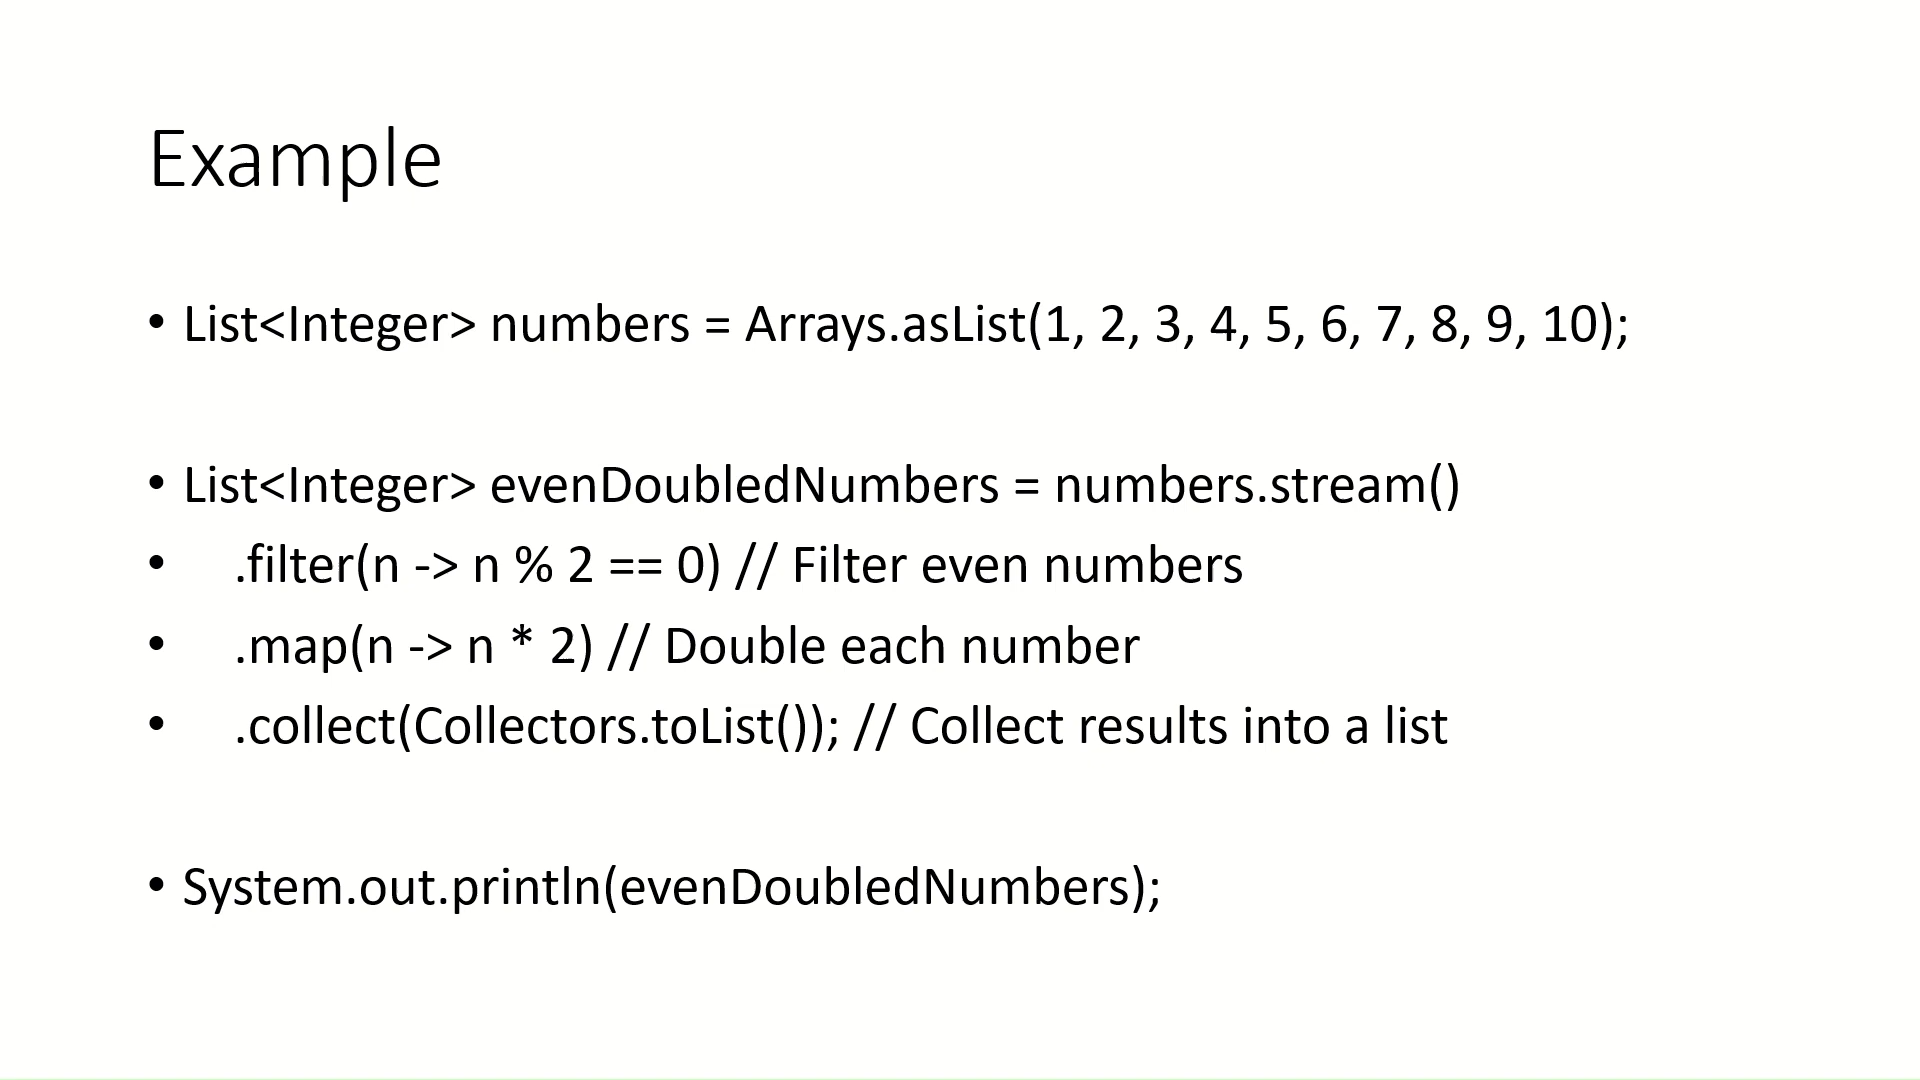 Example
• List<Integer> numbers = Arrays.asList(1, 2, 3, 4, 5, 6, 7, 8, 9, 10);
• List<Integer> evenDoubledNumbers = numbers.stream()
• .filter(n -> n % 2 == 0) // Filter even numbers
• .map(n -> n * 2) // Double each number
• .collect(Collectors.toList()); // Collect results into a list
• System.out.println(evenDoubledNumbers);